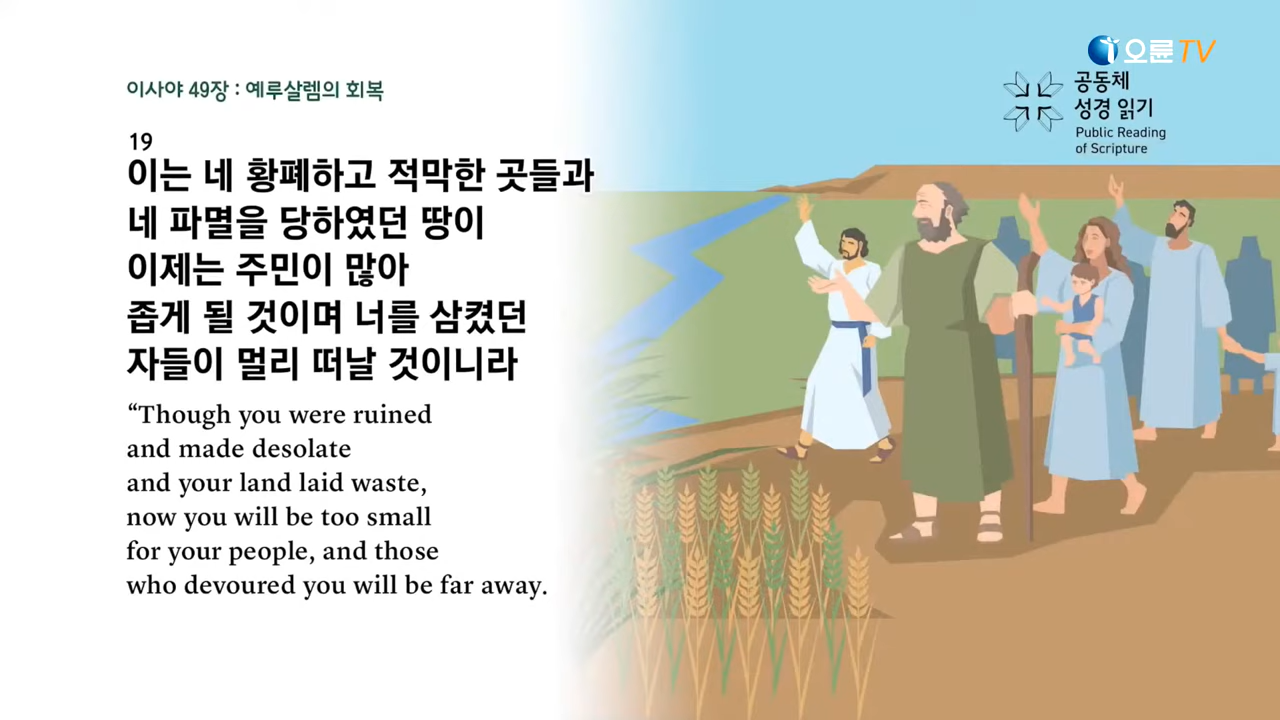 오륜TV
이사야 49장 : 예루살렘의 회복
공동체
성경 읽기
Public Reading
of Scripture
19
이는 네 황폐하고 적막한 곳들과
네 파멸을 당하였던 땅이
이제는 주민이 많아
좁게 될 것이며 너를 삼켰던
자들이 멀리 떠날 것이니라
“Though you were ruined
and made desolate
and your land laid waste,
now you will be too small
for your people, and those
who devoured you will be far away.